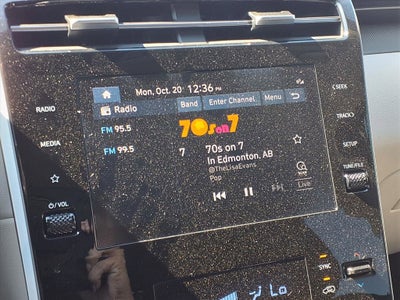 Mon, Oct. 20 12:36 PM
Radio Band Enter Channel Menu
FM 95.5
70s on 7
FM 99.5
7 70s on 7
In Edmonton, AB
@TheLisaEvans
Pop
Live
RADIO
MEDIA
VOL
SEEK
TRACK
SETUP
TUNE/FILE
SYNC
Lo